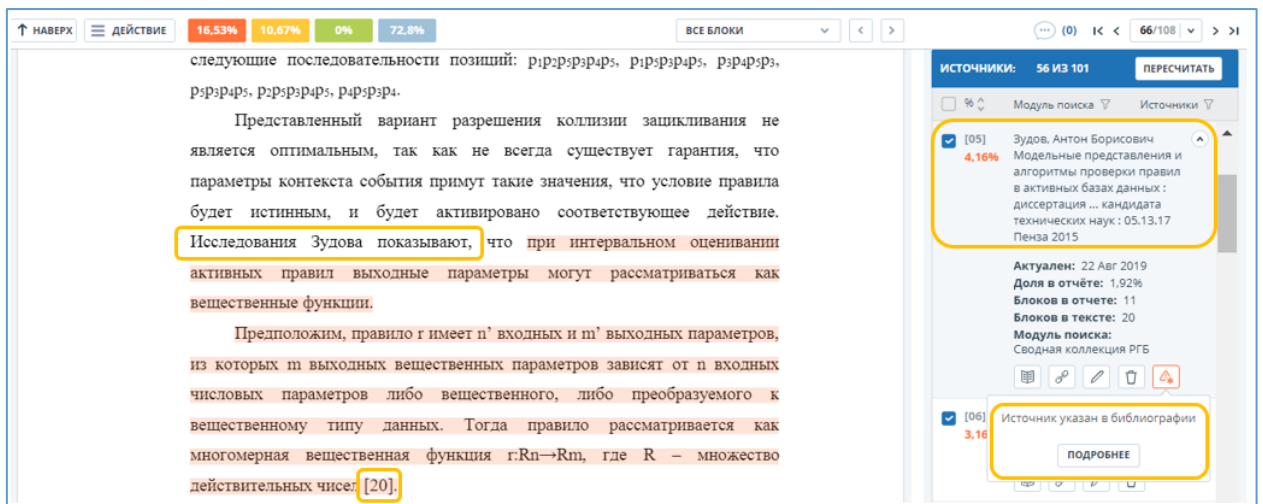 НАВЕРХ ДЕЙСТВИЕ 16,53% 10,67% 0% 72,8% ВСЕ БЛОКИ (0) 66/108
следующие последовательности позиций: p1p2p5p3p4p5, p1p5p3p4p5, p3p4p5p3,
p5p3p4p5, p2p5p3p4p5, p4p5p3p4.
Представленный вариант разрешения коллизии зацикливания не
является оптимальным, так как не всегда существует гарантия, что
параметры контекста события примут такие значения, что условие правила
будет истинным, и будет активировано соответствующее действие.
Исследования Зудова показывают, что при интервальном оценивании
активных правил выходные параметры могут рассматриваться как
вещественные функции.
Предположим, правило r имеет n’ входных и m’ выходных параметров,
из которых m выходных вещественных параметров зависят от n входных
числовых параметров либо вещественного, либо преобразуемого к
вещественному типу данных. Тогда правило рассматривается как
многомерная вещественная функция r:Rn→Rm, где R – множество
действительных чисел [20].
ИСТОЧНИКИ: 56 ИЗ 101 ПЕРЕСЧИТАТЬ
% Модуль поиска Источники
[05] Зудов, Антон Борисович
4,16% Модельные представления и
алгоритмы проверки правил
в активных базах данных :
диссертация ... кандидата
технических наук : 05.13.17
Пенза 2015
Актуален: 22 Авг 2019
Доля в отчёте: 1,92%
Блоков в отчете: 11
Блоков в тексте: 20
Модуль поиска:
Сводная коллекция РГБ
[06] Источник указан в библиографии
3,16
ПОДРОБНЕЕ